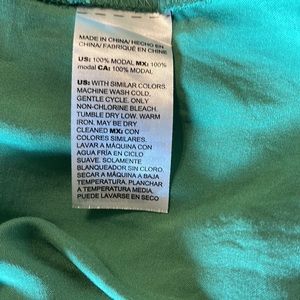 MADE IN CHINA/ HECHO EN
CHINA/ FABRIQUÉ EN CHINE
US: 100% MODAL MX: 100%
modal CA: 100% MODAL
US: WITH SIMILAR COLORS.
MACHINE WASH COLD,
GENTLE CYCLE. ONLY
NON-CHLORINE BLEACH.
TUMBLE DRY LOW. WARM
IRON. MAY BE DRY
CLEANED MX: CON
COLORES SIMILARES.
LAVAR A MÁQUINA CON
AGUA FRÍA EN CICLO
SUAVE. SOLAMENTE
BLANQUEADOR SIN CLORO.
SECAR A MÁQUINA A BAJA
TEMPERATURA. PLANCHAR
A TEMPERATURA MEDIA.
PUEDE LAVARSE EN SECO